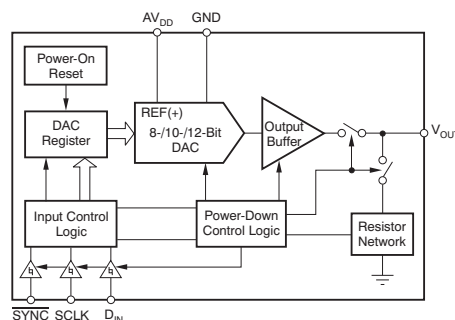 AVDD GND
Power-On
Reset
REF(+)
DAC
Register
8-/10-/12-Bit
DAC
Output
Buffer
VOUT
Input Control
Logic
Power-Down
Control Logic
Resistor
Network
SYNC SCLK DIN